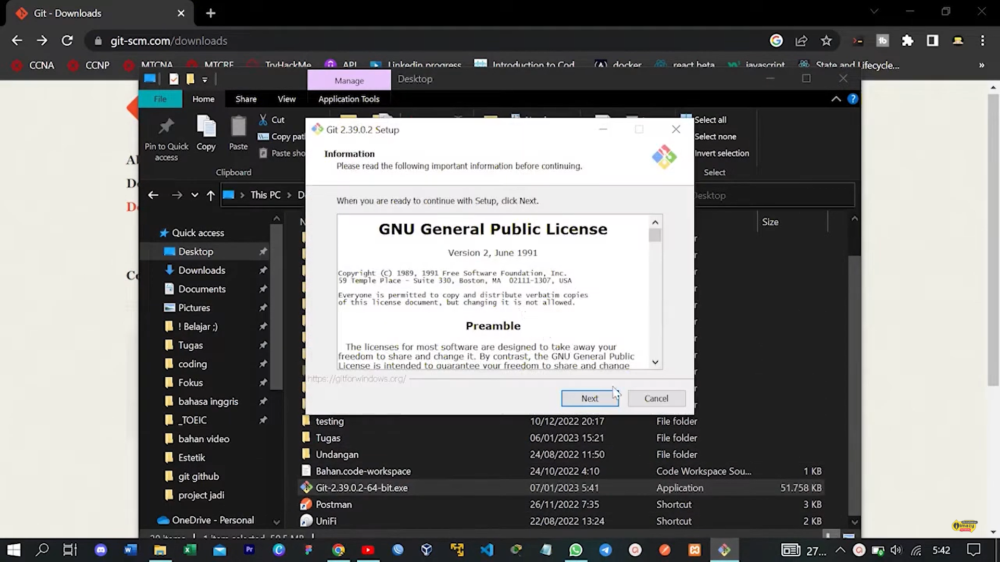 Git - Downloads
git-scm.com/downloads
CCNA
CCNP
MTCNA
MTCRE
TryHackMe
API
Linkedin progress
Introduction to Cod
docker
react beta
javascript
State and Lifecycle...
»
Manage
Desktop
File
Home
Share
View
Application Tools
Pin to Quick
access
Copy
Paste
Cut
Copy pat
Paste sho
Clipboard
Select all
Select none
Invert selection
Select
This PC
D
Desktop
Size
Git 2.39.0.2 Setup
Information
Please read the following important information before continuing.
When you are ready to continue with Setup, click Next.
GNU General Public License
Version 2, June 1991
Copyright (C) 1989, 1991 Free Software Foundation, Inc.
59 Temple Place - Suite 330, Boston, MA 02111-1307, USA
Everyone is permitted to copy and distribute verbatim copies
of this license document, but changing it is not allowed.
Preamble
The licenses for most software are designed to take away your
freedom to share and change it. By contrast, the GNU General Public
License is intended to guarantee your freedom to share and change
https://gitforwindows.org/
Next
Cancel
Quick access
Desktop
Downloads
Documents
Pictures
! Belajar ;)
Tugas
coding
Fokus
bahasa inggris
_TOEIC
bahan video
Estetik
git github
project jadi
OneDrive - Personal
testing 10/12/2022 20:17 File folder
Tugas 06/01/2023 15:21 File folder
Undangan 24/08/2022 11:50 File folder
Bahan.code-workspace 24/10/2022 4:10 Code Workspace Sou... 1 KB
Git-2.39.0.2-64-bit.exe 07/01/2023 5:41 Application 51.758 KB
Postman 26/11/2022 7:35 Shortcut 3 KB
UniFi 22/08/2022 13:24 Shortcut 2 KB
27...
5:42